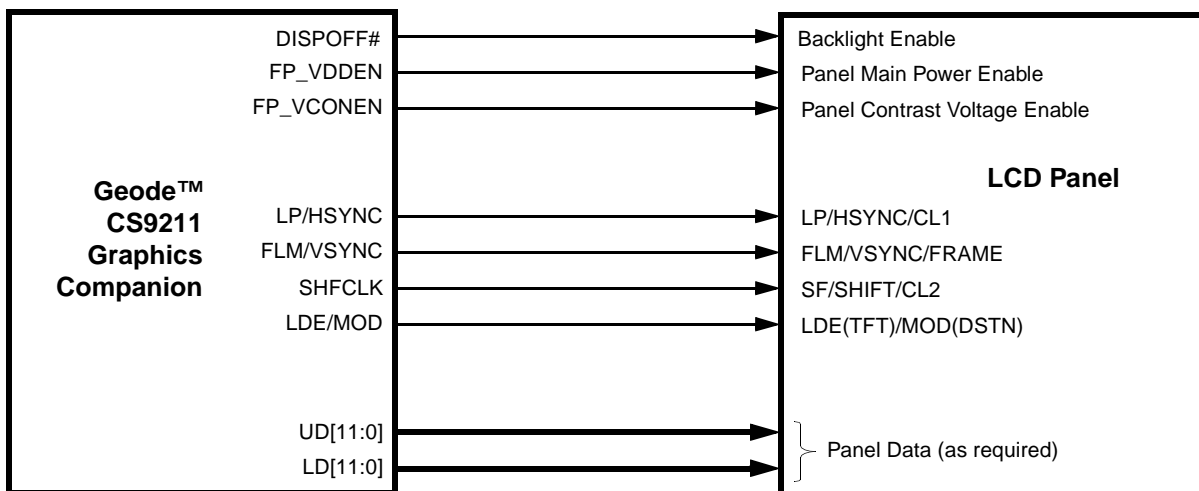 DISPOFF# Backlight Enable
FP_VDDEN Panel Main Power Enable
FP_VCONEN Panel Contrast Voltage Enable
LCD Panel
Geode™
CS9211
Graphics
Companion
LP/HSYNC LP/HSYNC/CL1
FLM/VSYNC FLM/VSYNC/FRAME
SHFCLK SF/SHIFT/CL2
LDE/MOD LDE(TFT)/MOD(DSTN)
UD[11:0]
LD[11:0]
Panel Data (as required)